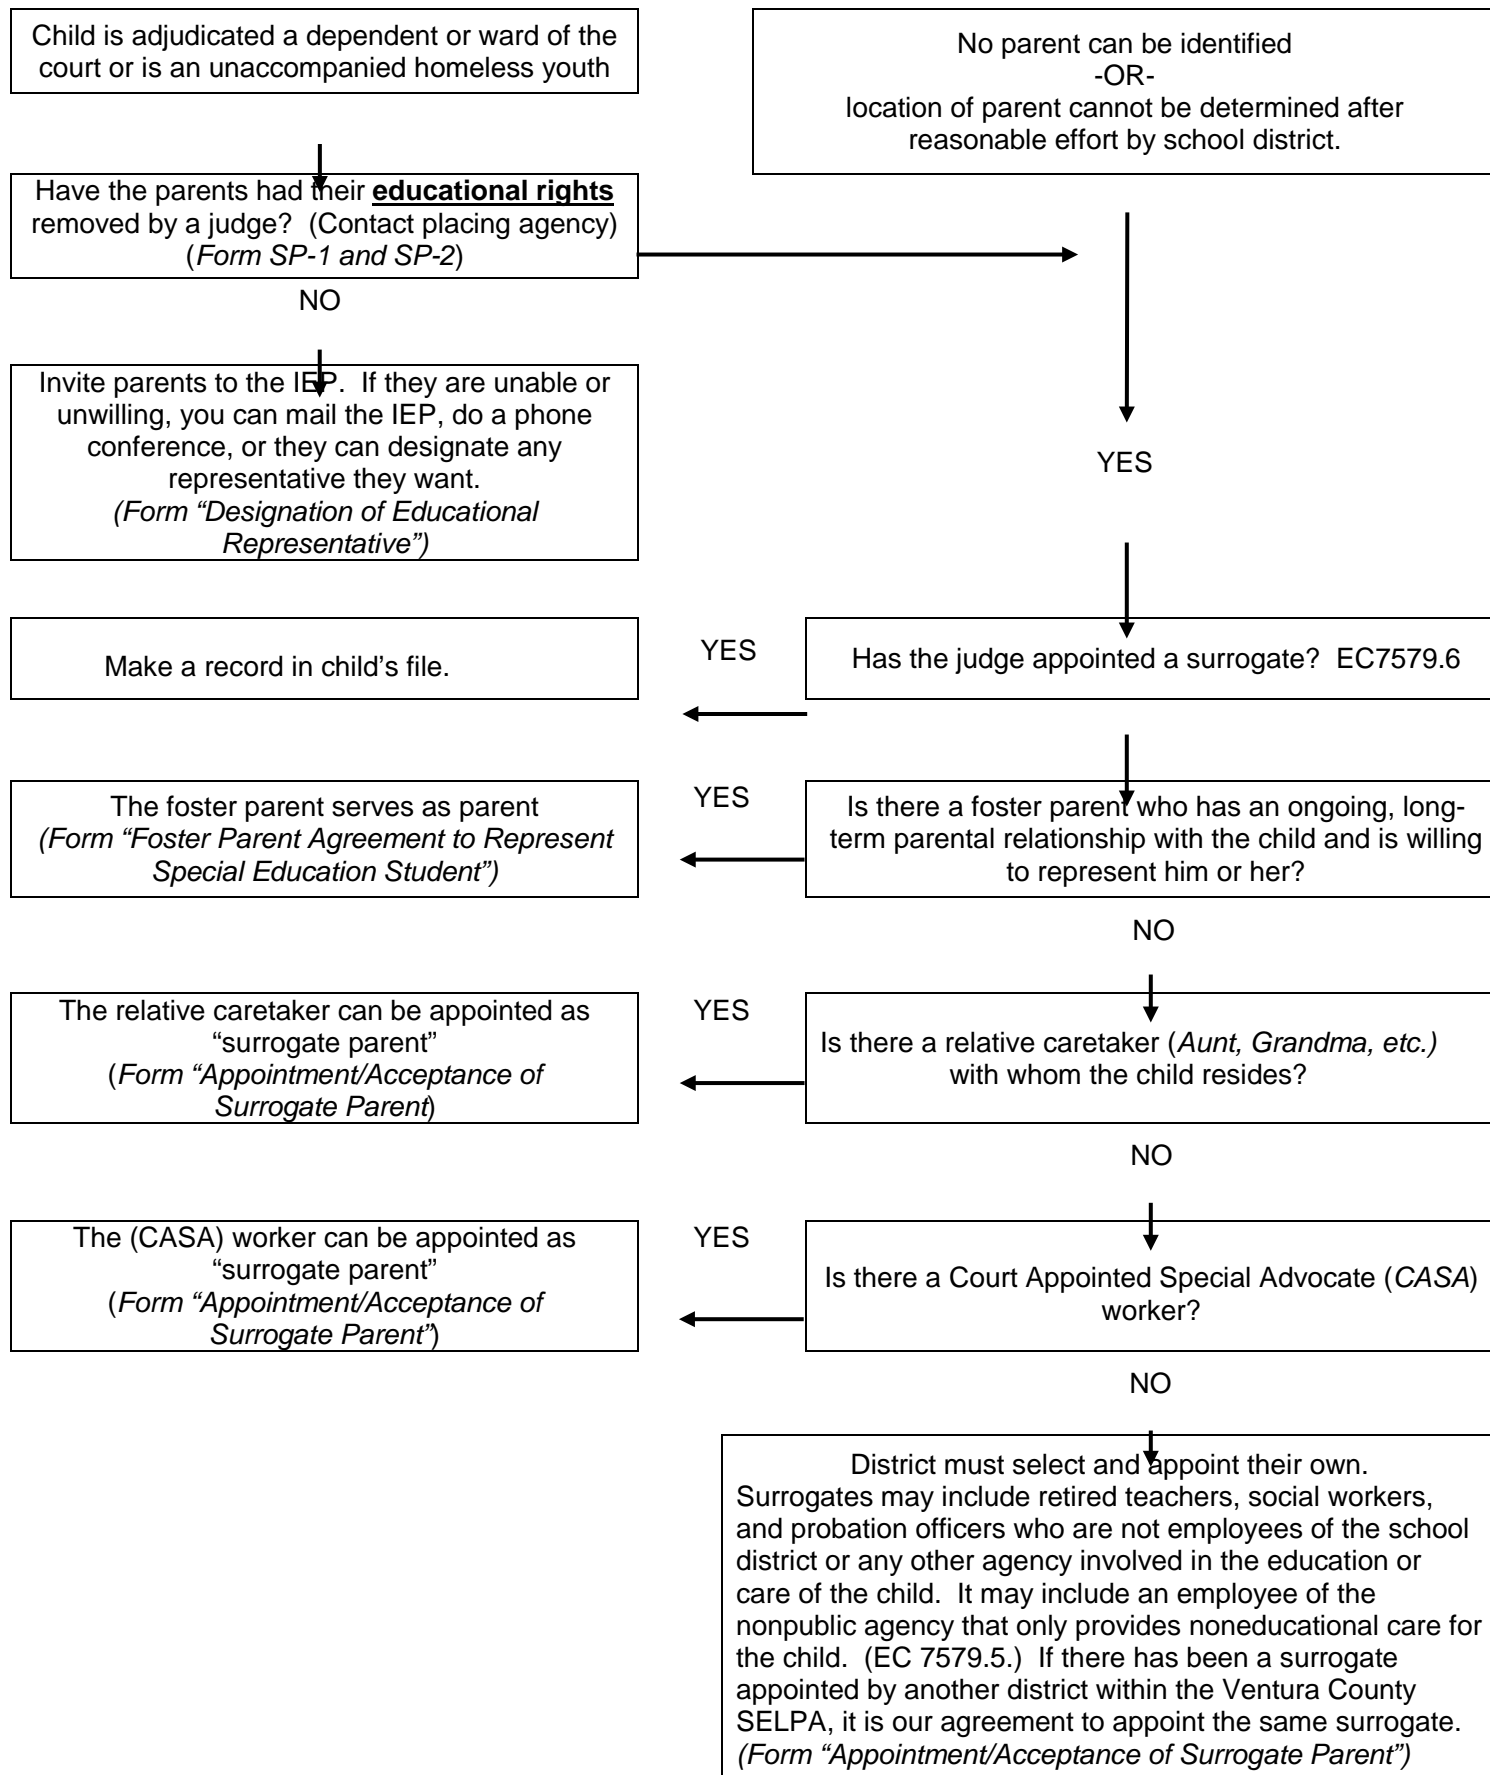 Child is adjudicated a dependent or ward of the
court or is an unaccompanied homeless youth
No parent can be identified
-OR-
location of parent cannot be determined after
reasonable effort by school district.
Have the parents had their educational rights
removed by a judge?  (Contact placing agency)
(Form SP-1 and SP-2)
NO
Invite parents to the IEP.  If they are unable or
unwilling, you can mail the IEP, do a phone
conference, or they can designate any
representative they want.
(Form “Designation of Educational
Representative”)
YES
Has the judge appointed a surrogate?  EC7579.6
YES
Make a record in child’s file.
Is there a foster parent who has an ongoing, long-
term parental relationship with the child and is willing
to represent him or her?
YES
The foster parent serves as parent
(Form “Foster Parent Agreement to Represent
Special Education Student”)
NO
Is there a relative caretaker (Aunt, Grandma, etc.)
with whom the child resides?
YES
The relative caretaker can be appointed as
“surrogate parent”
(Form “Appointment/Acceptance of
Surrogate Parent)
NO
Is there a Court Appointed Special Advocate (CASA)
worker?
YES
The (CASA) worker can be appointed as
“surrogate parent”
(Form “Appointment/Acceptance of
Surrogate Parent”)
NO
District must select and appoint their own.
Surrogates may include retired teachers, social workers,
and probation officers who are not employees of the school
district or any other agency involved in the education or
care of the child.  It may include an employee of the
nonpublic agency that only provides noneducational care for
the child.  (EC 7579.5.)  If there has been a surrogate
appointed by another district within the Ventura County
SELPA, it is our agreement to appoint the same surrogate.
(Form “Appointment/Acceptance of Surrogate Parent”)